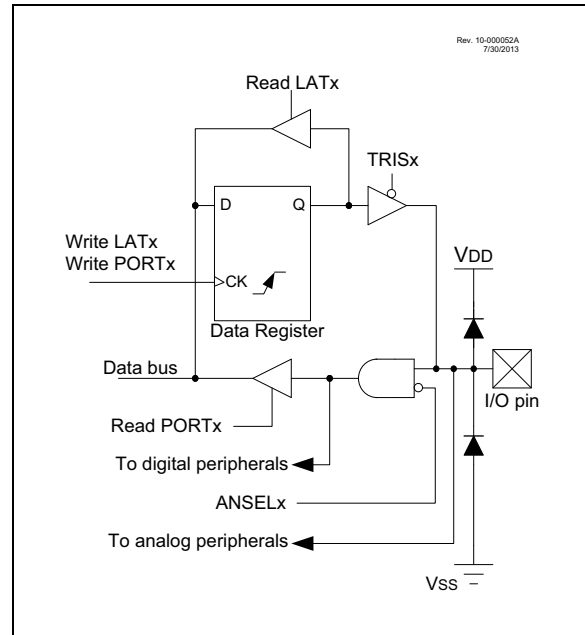 Rev. 10-000052A
7/30/2013
Read LATx
TRISx
D
Q
Write LATx
Write PORTx
CK
VDD
Data Register
Data bus
I/O pin
Read PORTx
To digital peripherals
ANSELx
To analog peripherals
VSS